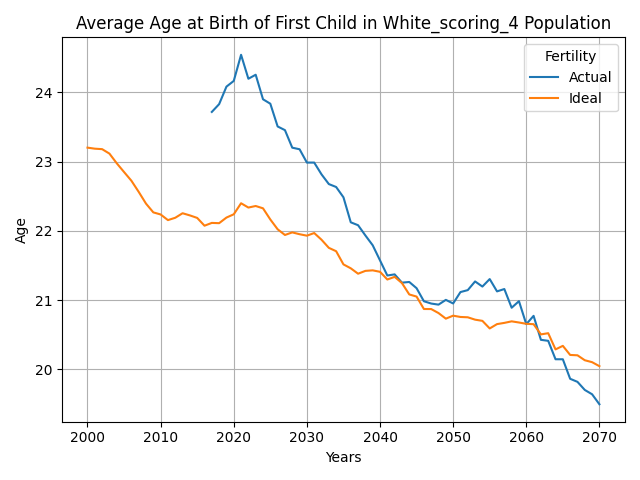 Average Age at Birth of First Child in White_scoring_4 Population
Fertility
Actual
Ideal
Age
24
23
22
21
20
2000 2010 2020 2030 2040 2050 2060 2070
Years